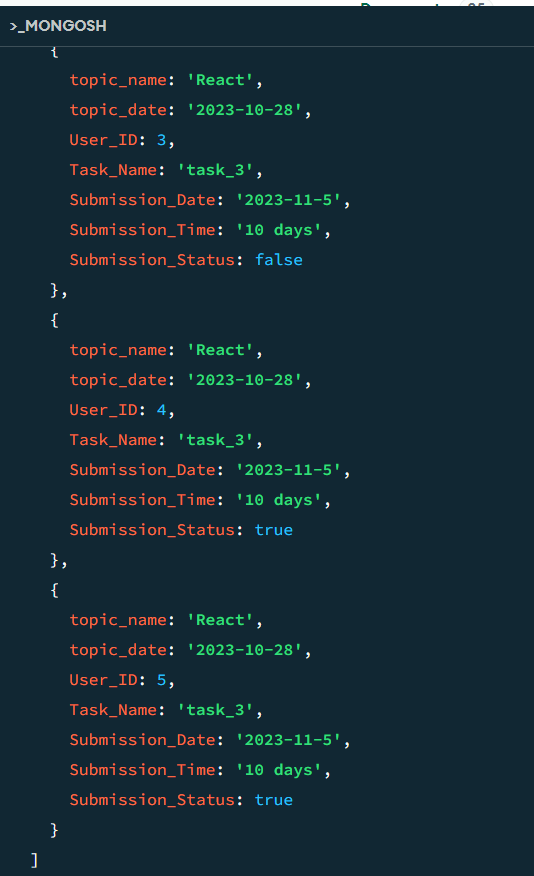 >_MONGOSH
{
topic_name: 'React',
topic_date: '2023-10-28',
User_ID: 3,
Task_Name: 'task_3',
Submission_Date: '2023-11-5',
Submission_Time: '10 days',
Submission_Status: false
},
{
topic_name: 'React',
topic_date: '2023-10-28',
User_ID: 4,
Task_Name: 'task_3',
Submission_Date: '2023-11-5',
Submission_Time: '10 days',
Submission_Status: true
},
{
topic_name: 'React',
topic_date: '2023-10-28',
User_ID: 5,
Task_Name: 'task_3',
Submission_Date: '2023-11-5',
Submission_Time: '10 days',
Submission_Status: true
}
]